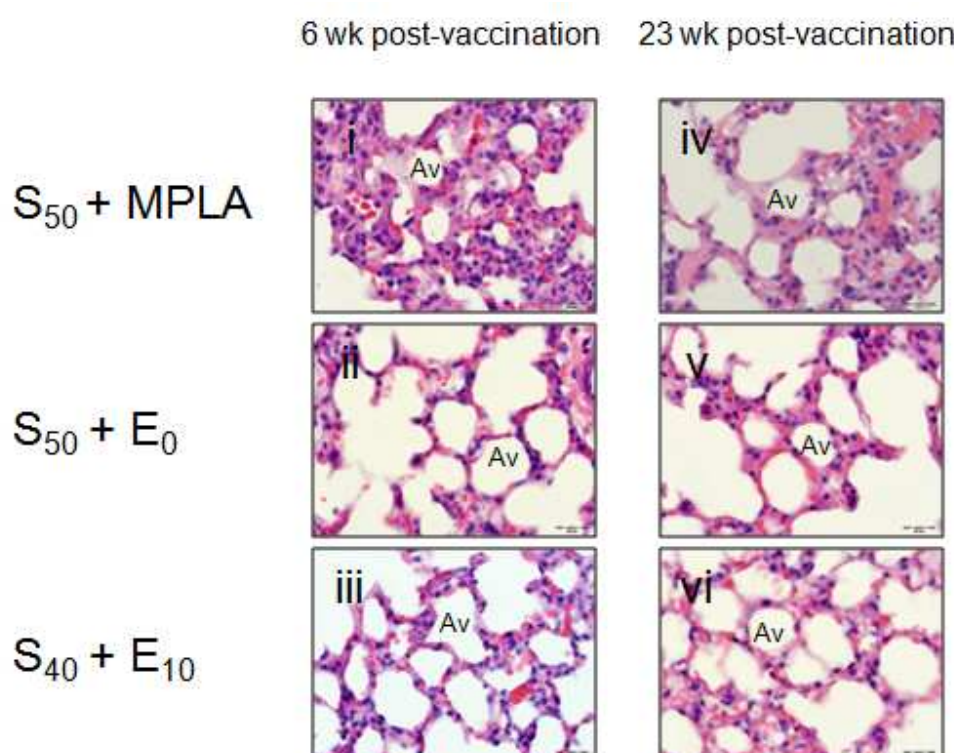 6 wk post-vaccination 23 wk post-vaccination
S₅₀ + MPLA
i
Av
iv
Av
S₅₀ + E₀
ii
Av
v
Av
S₄₀ + E₁₀
iii
Av
vi
Av